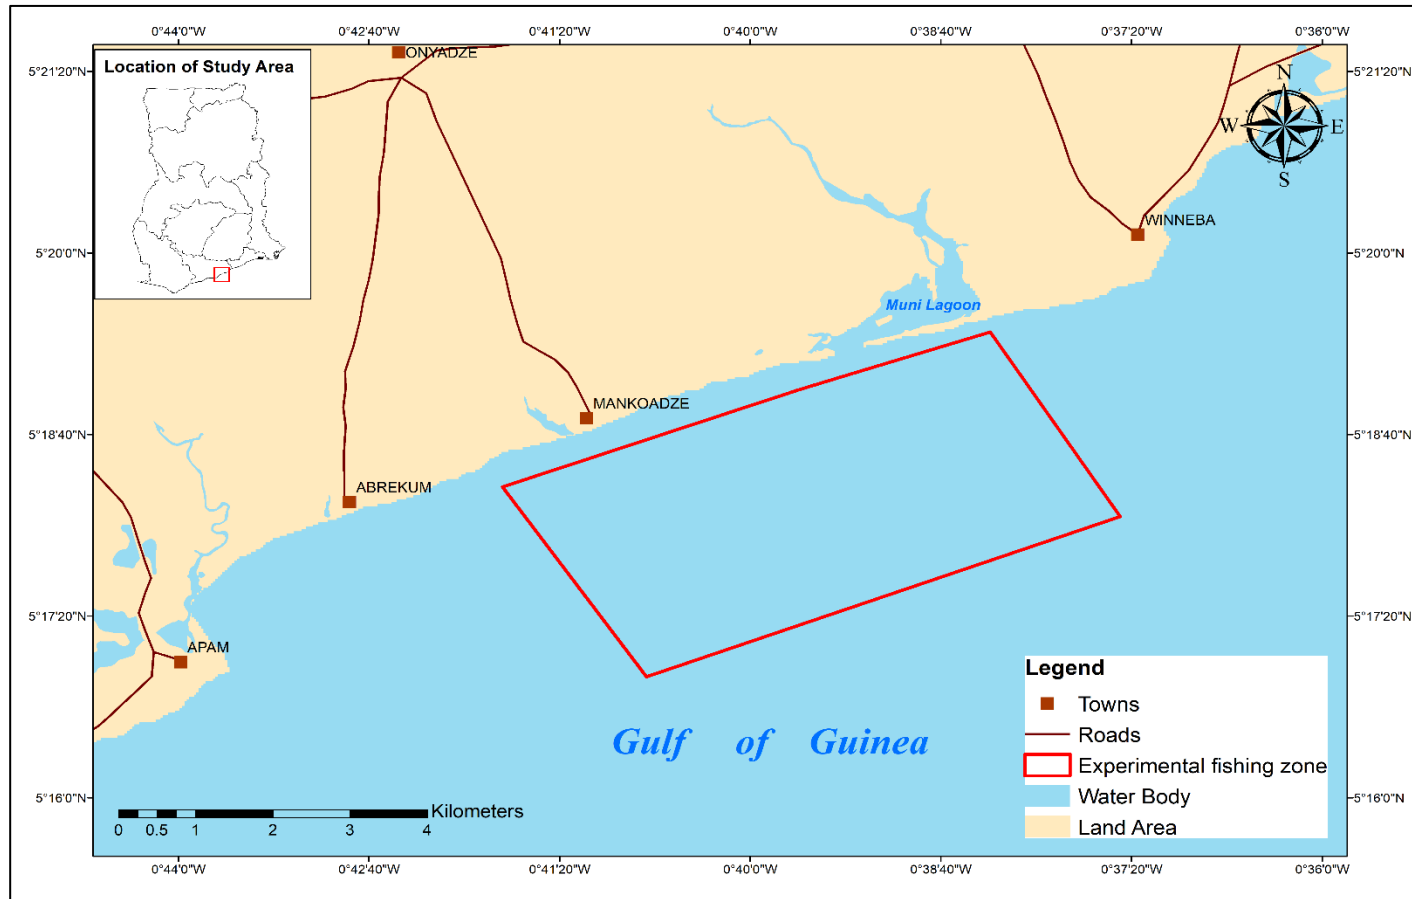 0°44'0"W 0°42'40"W 0°41'20"W 0°40'0"W 0°38'40"W 0°37'20"W 0°36'0"W
Location of Study Area
ONYADZE
5°21'20"N 5°21'20"N
N
W E
S
WINNEBA
5°20'0"N 5°20'0"N
Muni Lagoon
MANKOADZE
5°18'40"N 5°18'40"N
ABREKUM
5°17'20"N 5°17'20"N
APAM
Gulf of Guinea
Legend
Towns
Roads
Experimental fishing zone
Water Body
Land Area
5°16'0"N 5°16'0"N
Kilometers
0 0.5 1 2 3 4
0°44'0"W 0°42'40"W 0°41'20"W 0°40'0"W 0°38'40"W 0°37'20"W 0°36'0"W